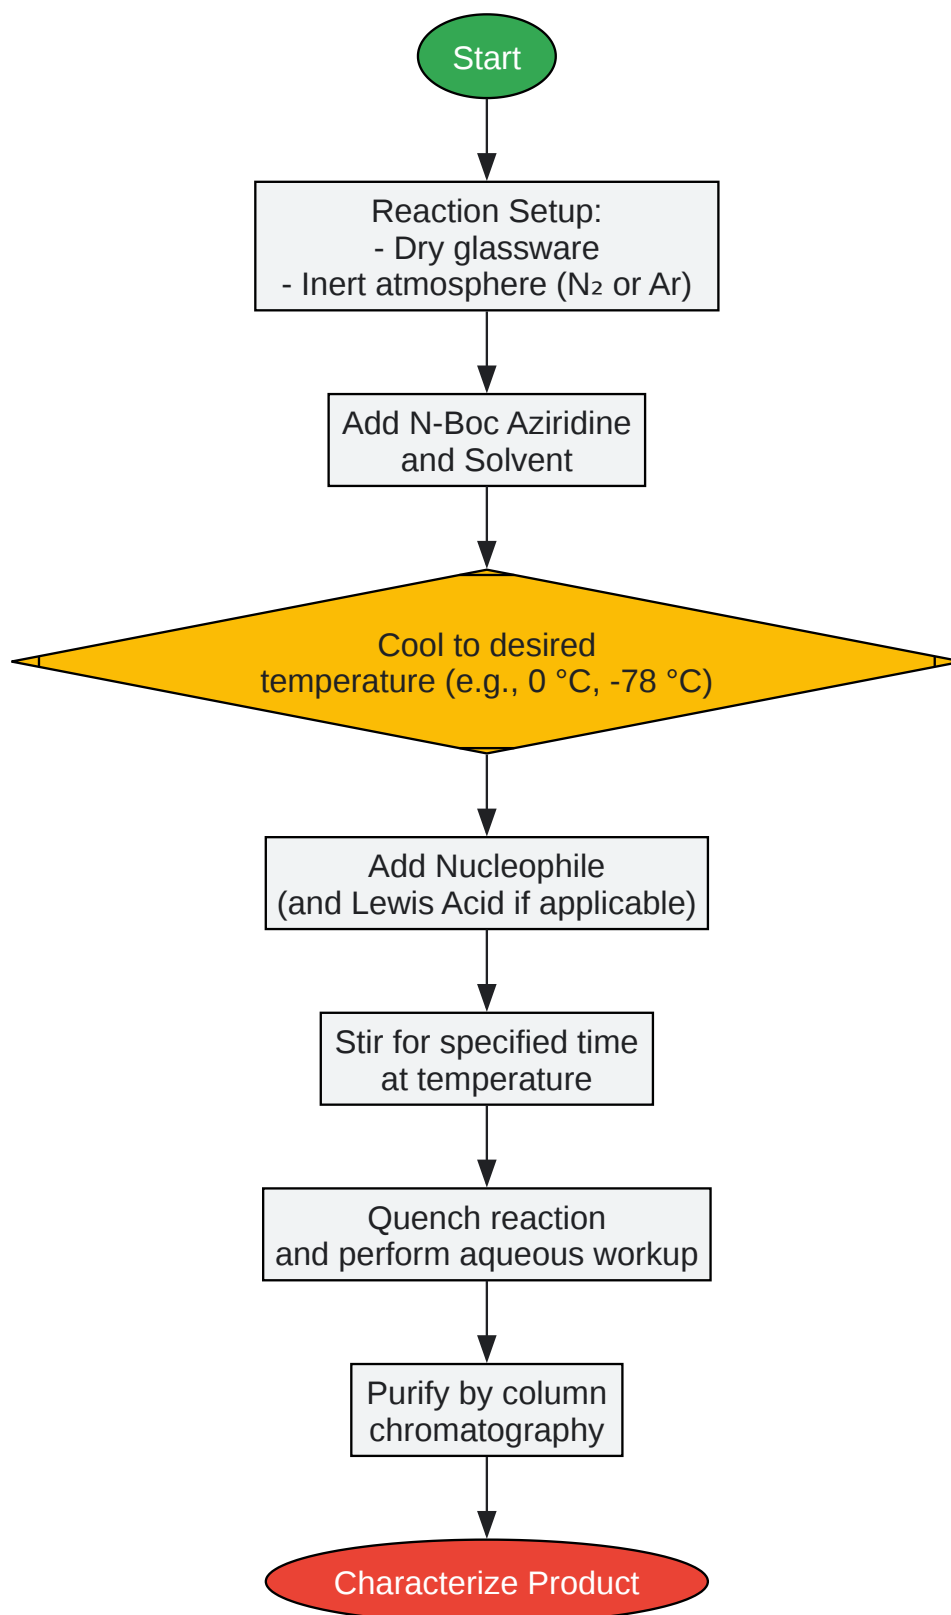 Start
Reaction Setup:
- Dry glassware
- Inert atmosphere (N₂ or Ar)
Add N-Boc Aziridine
and Solvent
Cool to desired
temperature (e.g., 0 °C, -78 °C)
Add Nucleophile
(and Lewis Acid if applicable)
Stir for specified time
at temperature
Quench reaction
and perform aqueous workup
Purify by column
chromatography
Characterize Product